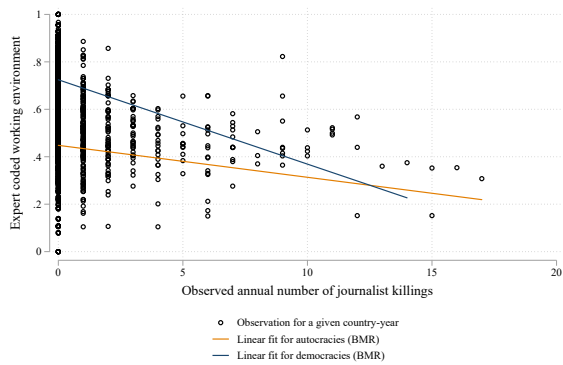 1
.8
.6
.4
.2
0
Expert coded working environment
0 5 10 15 20
Observed annual number of journalist killings
Observation for a given country-year
Linear fit for autocracies (BMR)
Linear fit for democracies (BMR)